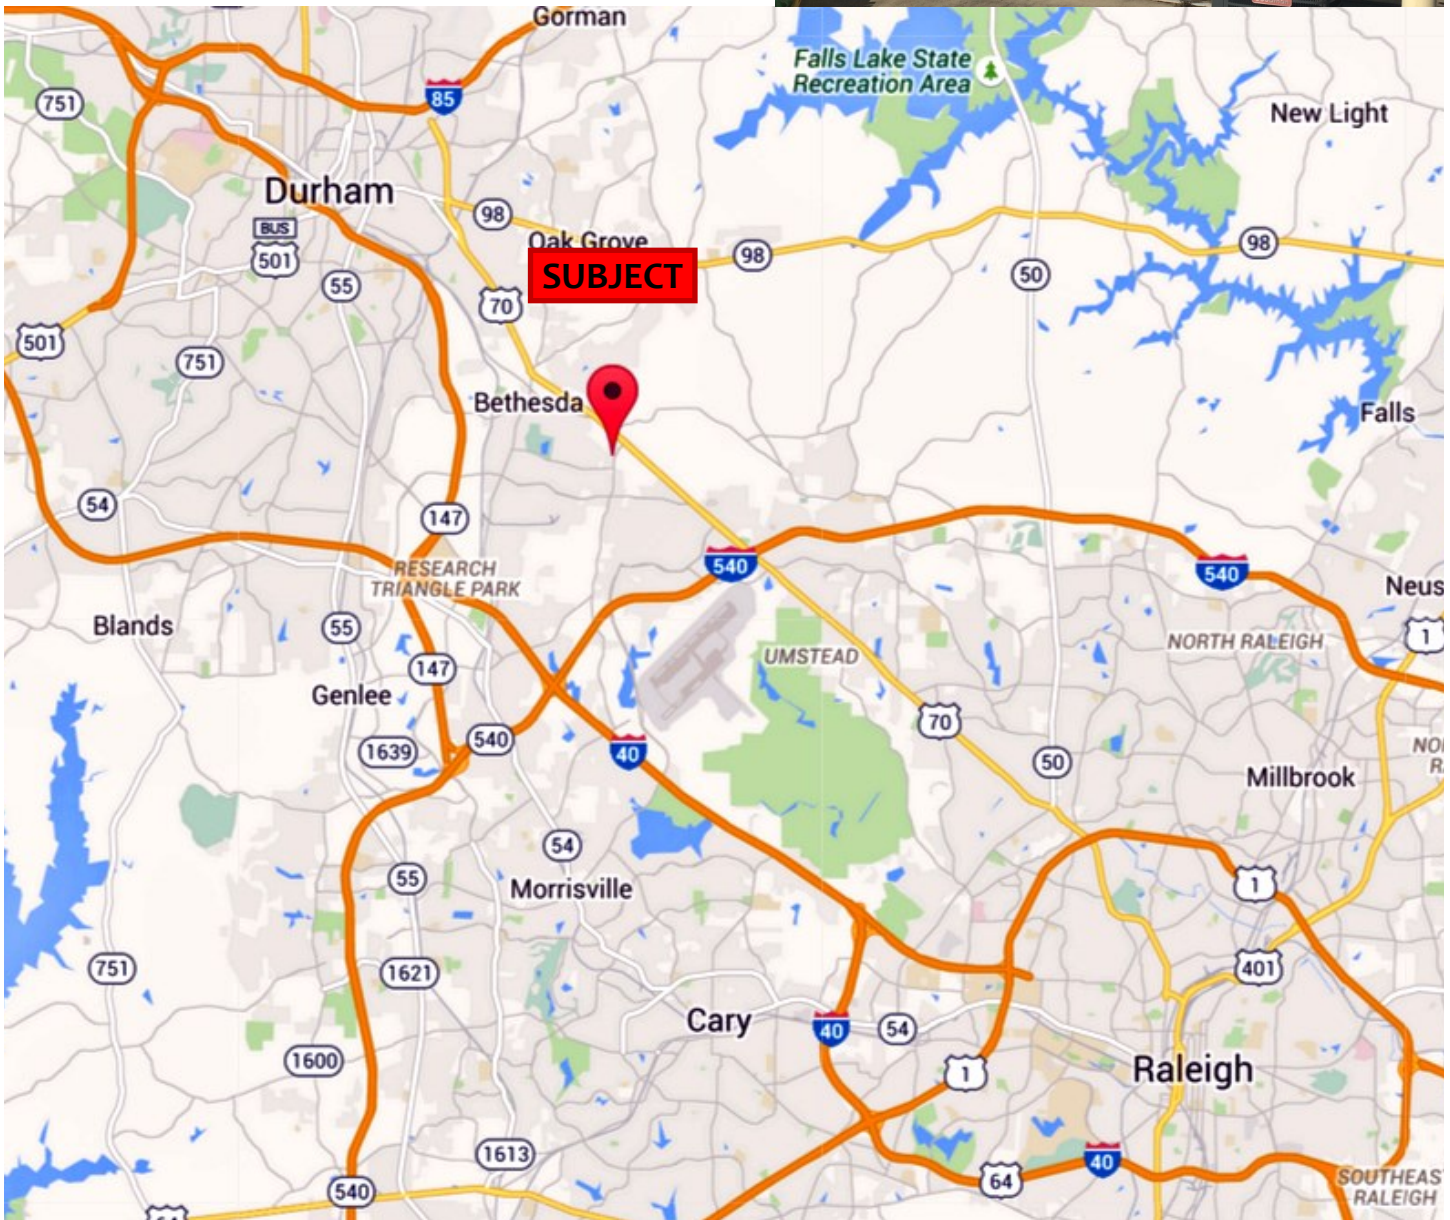 Gorman
Falls Lake State
Recreation Area
85
751
New Light
Durham
98
BUS
501
Oak Grove
98
98
SUBJECT
55
70
50
501
751
Bethesda
Falls
54
147
540
540
RESEARCH
TRIANGLE PARK
Neus
Blands
55
1
NORTH RALEIGH
UMSTEAD
147
Genlee
70
540
1639
40
50
Millbrook
54
55
Morrisville
1
401
751
1621
Cary
40
54
1600
1
Raleigh
1613
40
64
540
SOUTHEAS
RALEIGH